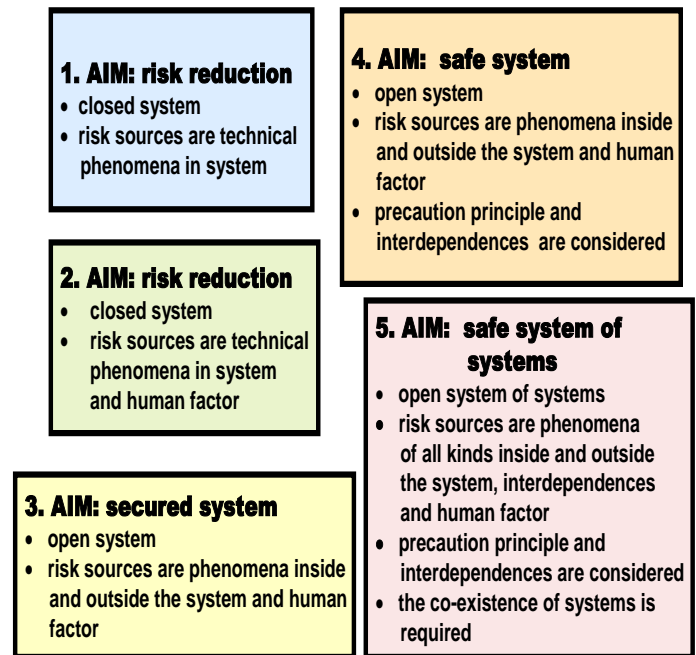 1. AIM: risk reduction
• closed system
• risk sources are technical
phenomena in system
2. AIM: risk reduction
• closed system
• risk sources are technical
phenomena in system
and human factor
3. AIM: secured system
• open system
• risk sources are phenomena inside
and outside the system and human
factor
4. AIM: safe system
• open system
• risk sources are phenomena inside
and outside the system and human
factor
• precaution principle and
interdependences are considered
5. AIM: safe system of
systems
• open system of systems
• risk sources are phenomena
of all kinds inside and outside
the system, interdependences
and human factor
• precaution principle and
interdependences are considered
• the co-existence of systems is
required